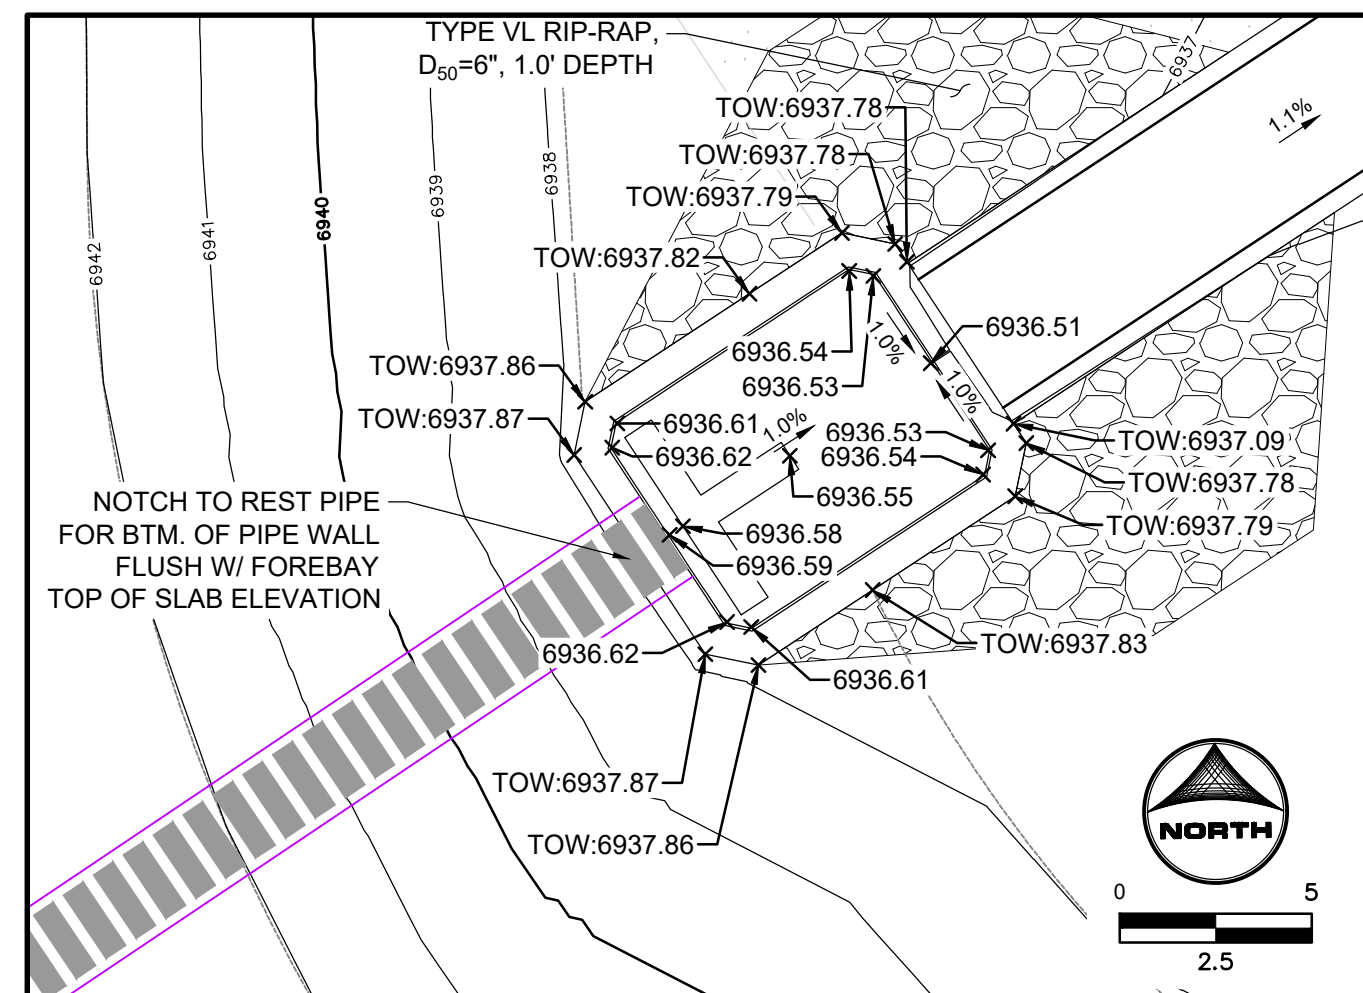 TYPE VL RIP-RAP,
D₅₀=6", 1.0' DEPTH
6937
TOW:6937.78
1.1%
TOW:6937.78
TOW:6937.79
TOW:6937.82
6938
6939
6940
6941
6942
6936.51
1.0%
6936.54
6936.53
1.0%
TOW:6937.86
TOW:6937.87
6936.61
1.0%
6936.62
6936.53
6936.54
6936.55
TOW:6937.09
TOW:6937.78
TOW:6937.79
NOTCH TO REST PIPE
FOR BTM. OF PIPE WALL
FLUSH W/ FOREBAY
TOP OF SLAB ELEVATION
6936.58
6936.59
6936.62
6936.61
TOW:6937.83
TOW:6937.87
TOW:6937.86
NORTH
0 5
2.5